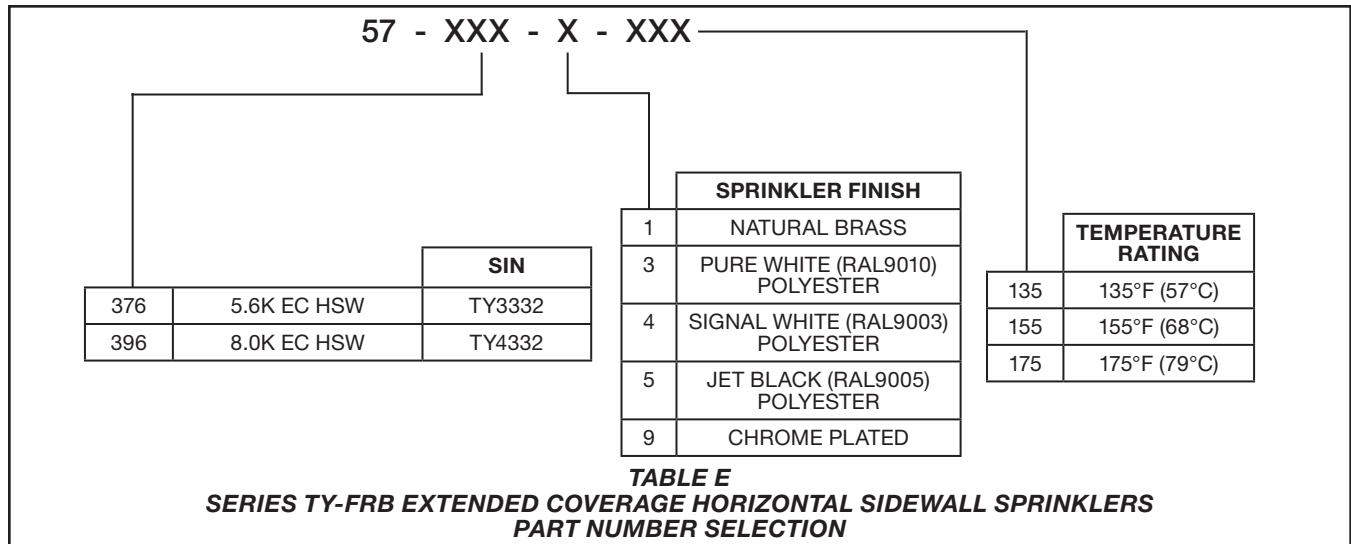 57 - XXX - X - XXX
SIN
376 5.6K EC HSW TY3332
396 8.0K EC HSW TY4332
SPRINKLER FINISH
1 NATURAL BRASS
3 PURE WHITE (RAL9010)
POLYESTER
4 SIGNAL WHITE (RAL9003)
POLYESTER
5 JET BLACK (RAL9005)
POLYESTER
9 CHROME PLATED
TEMPERATURE
RATING
135 135°F (57°C)
155 155°F (68°C)
175 175°F (79°C)
TABLE E
SERIES TY-FRB EXTENDED COVERAGE HORIZONTAL SIDEWALL SPRINKLERS
PART NUMBER SELECTION